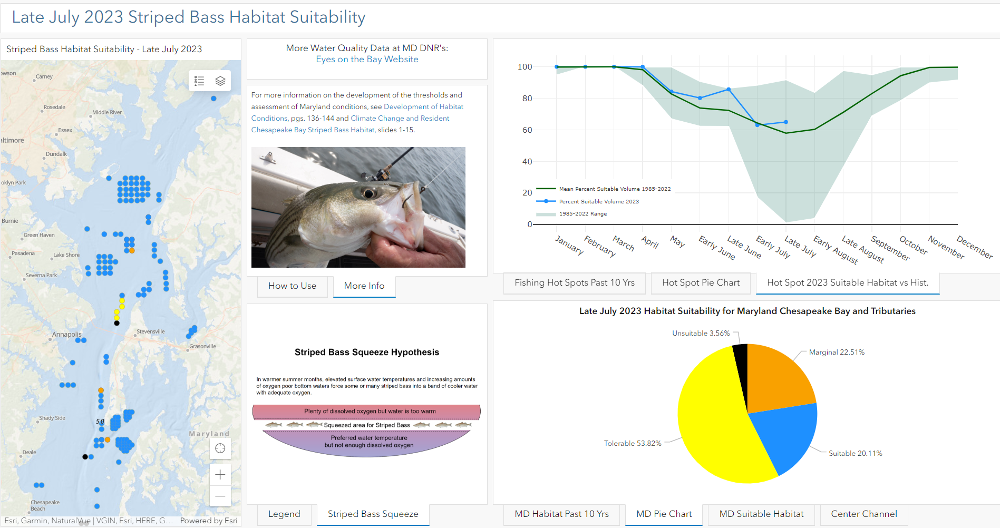 Late July 2023 Striped Bass Habitat Suitability
Striped Bass Habitat Suitability - Late July 2023
Carney
Rosedale
Middle River
Essex
altimore
Dundalk
oklyn Park
Burnie
Green Haven
Pasadena
Lake Shore
Severna Park
Annapolis
Stevensville
Grasonville
Shady Side
50
Maryland
Deale
Chesapeake
Beach
Esri, Garmin, NaturalVue | VGIN, Esri, HERE, G...
Powered by Esri
More Water Quality Data at MD DNR's:
Eyes on the Bay Website
For more information on the development of the thresholds and
assessment of Maryland conditions, see Development of Habitat
Conditions, pgs. 136-144 and Climate Change and Resident
Chesapeake Bay Striped Bass Habitat, slides 1-15.
How to Use
More Info
Striped Bass Squeeze Hypothesis
In warmer summer months, elevated surface water temperatures and increasing amounts
of oxygen poor bottom waters force some or many striped bass into a band of cooler water
with adequate oxygen.
Plenty of dissolved oxygen but water is too warm
Squeezed area for Striped Bass
Preferred water temperature
but not enough dissolved oxygen
Legend
Striped Bass Squeeze
100
80
60
40
20
0
Mean Percent Suitable Volume 1985-2022
Percent Suitable Volume 2023
1985-2022 Range
January
February
March
April
May
Early June
Late June
Early July
Late July
Early August
Late August
September
October
November
December
Fishing Hot Spots Past 10 Yrs
Hot Spot Pie Chart
Hot Spot 2023 Suitable Habitat vs Hist.
Late July 2023 Habitat Suitability for Maryland Chesapeake Bay and Tributaries
Unsuitable 3.56%
Marginal 22.51%
Tolerable 53.82%
Suitable 20.11%
MD Habitat Past 10 Yrs
MD Pie Chart
MD Suitable Habitat
Center Channel